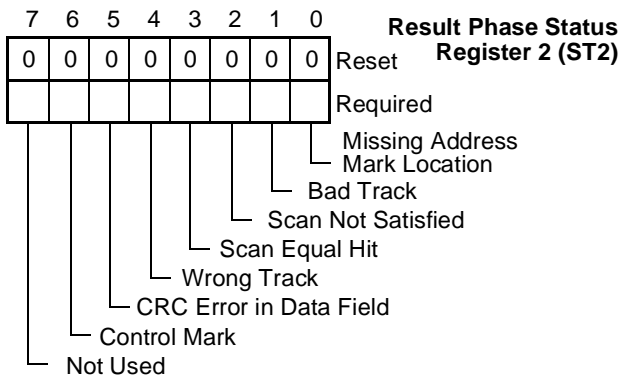 7 6 5 4 3 2 1 0
Result Phase Status
Register 2 (ST2)
0 0 0 0 0 0 0 0 Reset
Required
Missing Address
Mark Location
Bad Track
Scan Not Satisfied
Scan Equal Hit
Wrong Track
CRC Error in Data Field
Control Mark
Not Used